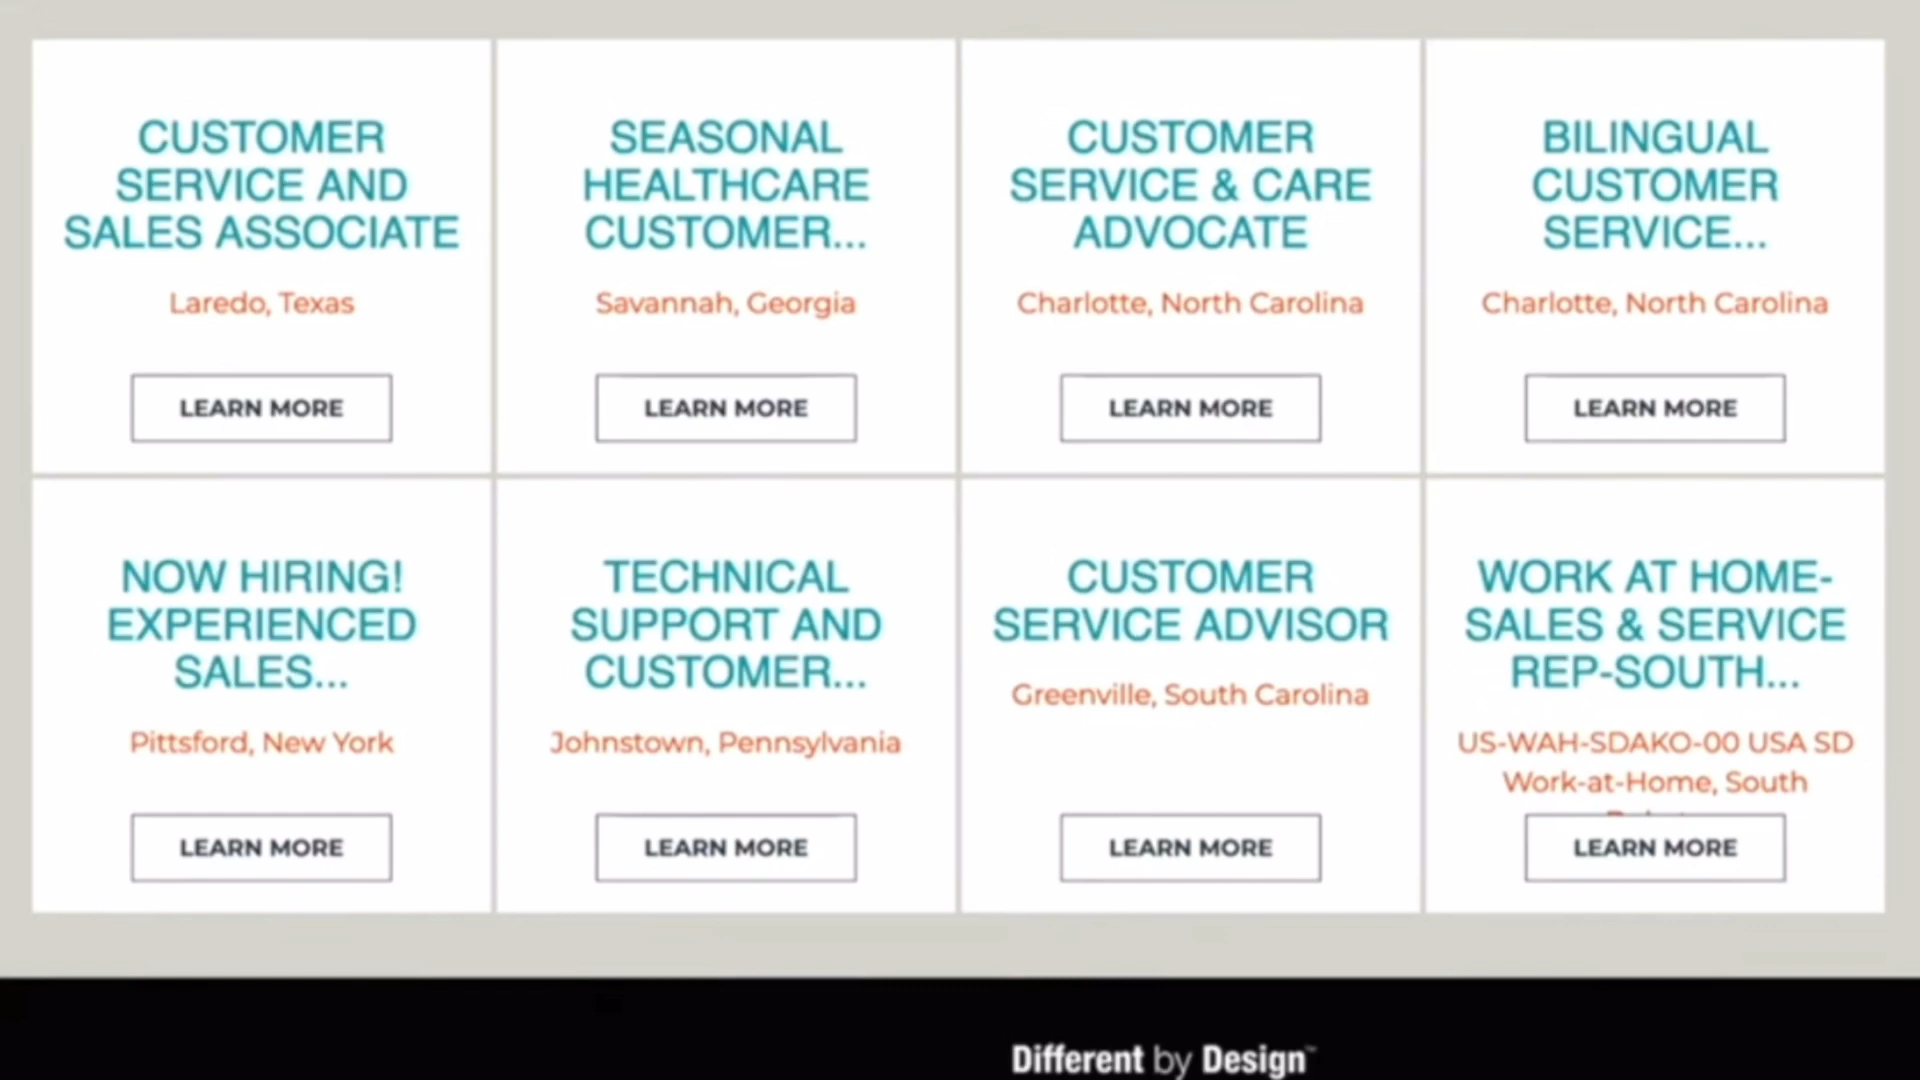 CUSTOMER
SERVICE AND
SALES ASSOCIATE
Laredo, Texas
LEARN MORE
SEASONAL
HEALTHCARE
CUSTOMER...
Savannah, Georgia
LEARN MORE
CUSTOMER
SERVICE & CARE
ADVOCATE
Charlotte, North Carolina
LEARN MORE
BILINGUAL
CUSTOMER
SERVICE...
Charlotte, North Carolina
LEARN MORE
NOW HIRING!
EXPERIENCED
SALES...
Pittsford, New York
LEARN MORE
TECHNICAL
SUPPORT AND
CUSTOMER...
Johnstown, Pennsylvania
LEARN MORE
CUSTOMER
SERVICE ADVISOR
Greenville, South Carolina
LEARN MORE
WORK AT HOME-
SALES & SERVICE
REP-SOUTH...
US-WAH-SDAKO-00 USA SD
Work-at-Home, South
LEARN MORE
Different by Design™